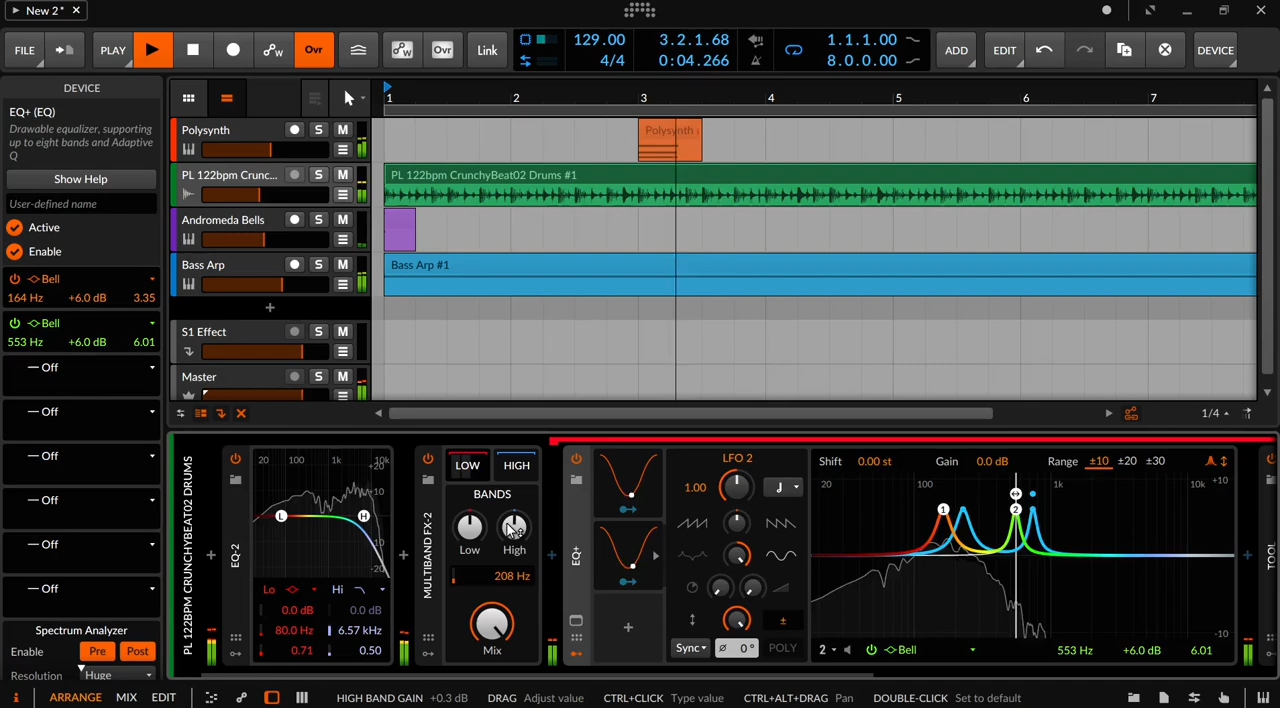 New 2* ×
FILE PLAY Ovr Ovr Link 129.00 3.2.1.68 1.1.1.00 ADD EDIT DEVICE
4/4 0:04.266 8.0.0.00
DEVICE
EQ+ (EQ)
Drawable equalizer, supporting
up to eight bands and Adaptive
Q
Show Help
User-defined name
Active
Enable
Bell
164 Hz +6.0 dB 3.35
Bell
553 Hz +6.0 dB 6.01
Off
Off
Off
Off
Off
Off
Spectrum Analyzer
Enable Pre Post
Resolution Huge
1 2 3 4 5 6 7
Polysynth S M
Polysynth
PL 122bpm Crunc... S M
PL 122bpm CrunchyBeat02 Drums #1
Andromeda Bells S M
Bass Arp S M
Bass Arp #1
+
S1 Effect S M
Master S M
1/4
PL 122BPM CRUNCHYBEAT02 DRUMS
EQ-2
20 100 1k 10k
+20
+10
-10
-20
L H
Lo Hi
0.0 dB 0.0 dB
80.0 Hz 6.57 kHz
0.71 0.50
MULTIBAND FX-2
LOW HIGH
BANDS
Low High
208 Hz
Mix
EQ+
LFO 2
1.00
Sync ø 0° POLY
Shift 0.00 st Gain 0.0 dB Range ±10 ±20 ±30
20 100 1k 10k +10
1 2
-10
2 Bell 553 Hz +6.0 dB 6.01
TOOL
i ARRANGE MIX EDIT HIGH BAND GAIN +0.3 dB DRAG Adjust value CTRL+CLICK Type value CTRL+ALT+DRAG Pan DOUBLE-CLICK Set to default